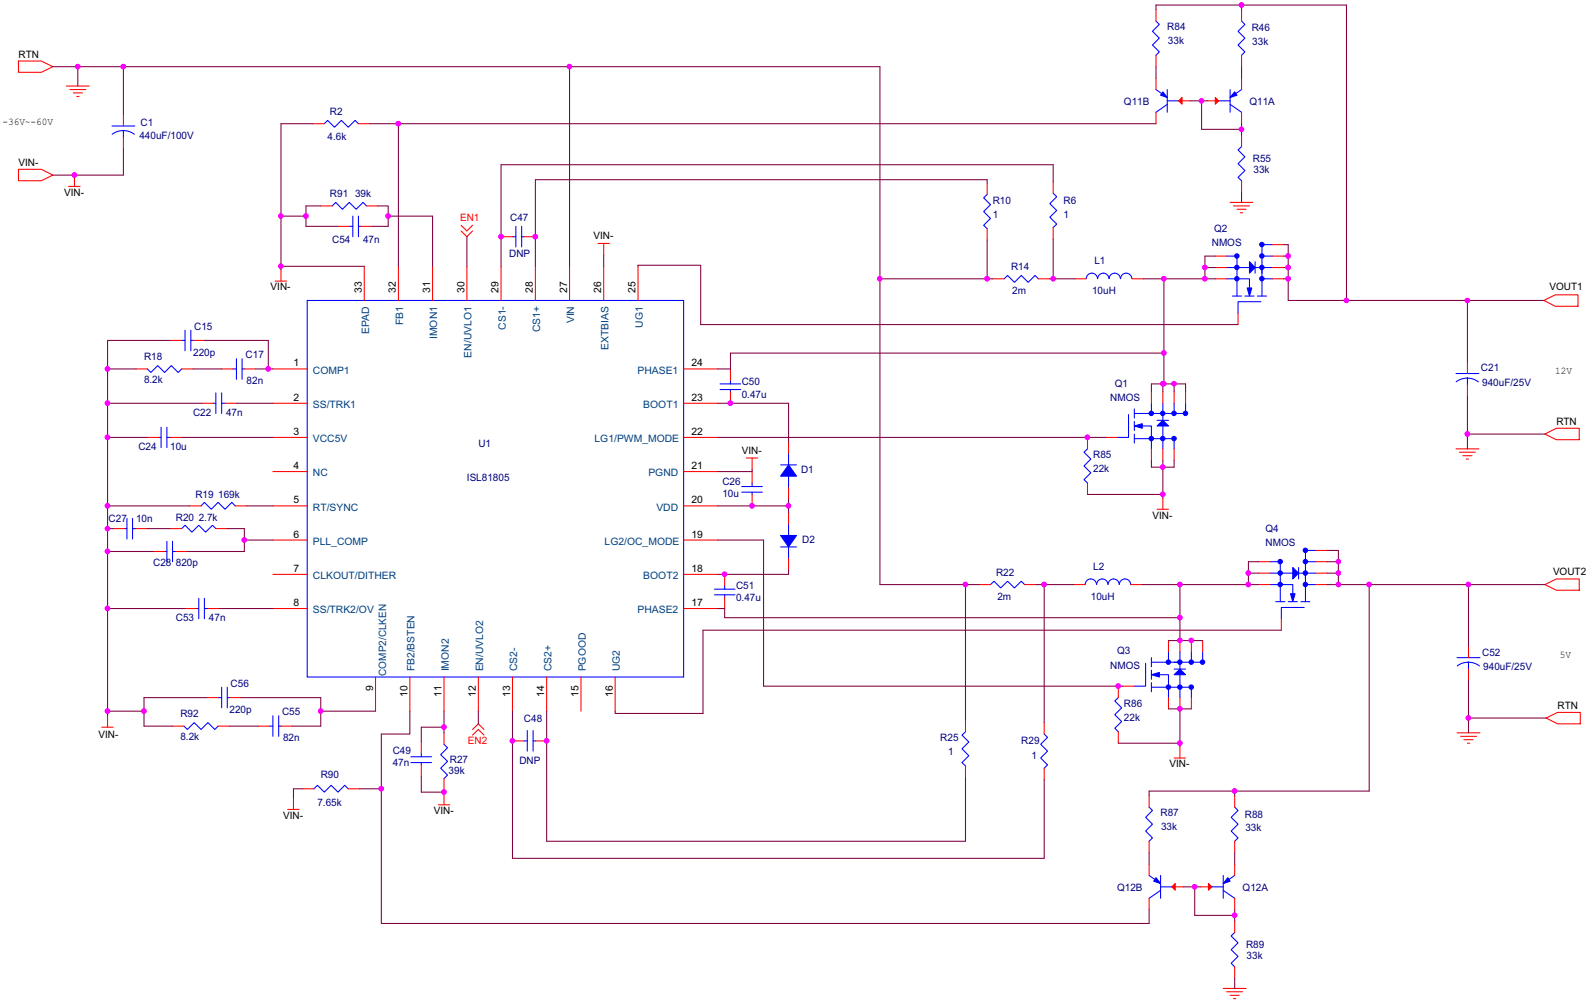 RTN
-36V~-60V
C1
440uF/100V
VIN-
VIN-
R2
4.6k
R91 39k
C54 47n
VIN-
EN1
C47
DNP
VIN-
R84
33k
R46
33k
Q11B
Q11A
R55
33k
R10
1
R6
1
R14
2m
L1
10uH
Q2
NMOS
VOUT1
33
32
31
30
29
28
27
26
25
EPAD
FB1
IMON1
EN/UVLO1
CS1-
CS1+
VIN
EXTBIAS
UG1
C15
220p
R18
8.2k
C17
82n
C22 47n
C24 10u
R19 169k
C27 10n
R20 2.7k
C28 820p
C53 47n
1
COMP1
2
SS/TRK1
3
VCC5V
4
NC
5
RT/SYNC
6
PLL_COMP
7
CLKOUT/DITHER
8
SS/TRK2/OV
U1
ISL81805
PHASE1
24
BOOT1
23
LG1/PWM_MODE
22
PGND
21
VDD
20
LG2/OC_MODE
19
BOOT2
18
PHASE2
17
C50
0.47u
VIN-
C26
10u
D1
D2
C51
0.47u
Q1
NMOS
R85
22k
VIN-
C21
940uF/25V
12V
RTN
Q4
NMOS
R22
2m
L2
10uH
VOUT2
Q3
NMOS
R86
22k
VIN-
C52
940uF/25V
5V
RTN
COMP2/CLKEN
FB2/BSTEN
IMON2
EN/UVLO2
CS2-
CS2+
PGOOD
UG2
9
10
11
12
13
14
15
16
C56
220p
R92
8.2k
C55
82n
VIN-
C49
47n
R27
39k
VIN-
EN2
C48
DNP
R90
7.65k
VIN-
R25
1
R29
1
R87
33k
R88
33k
Q12B
Q12A
R89
33k